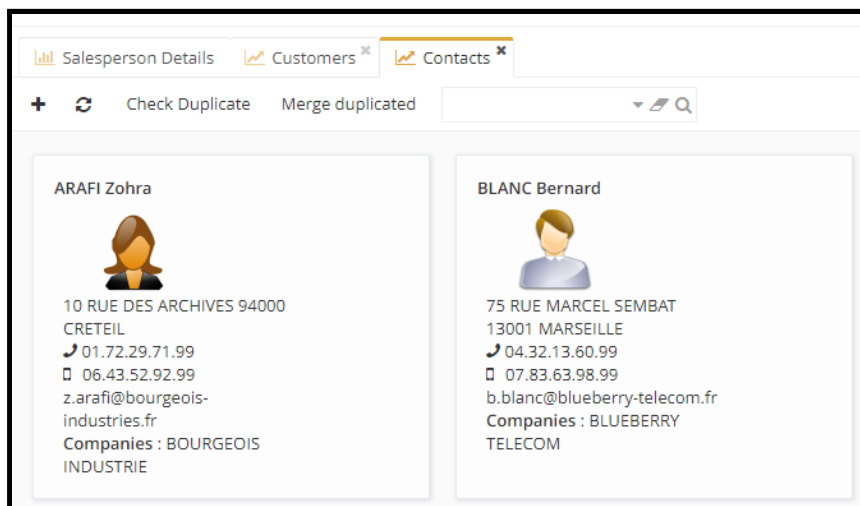 Salesperson Details Customers Contacts
Check Duplicate Merge duplicated
ARAFI Zohra
10 RUE DES ARCHIVES 94000
CRETEIL
01.72.29.71.99
06.43.52.92.99
z.arafi@bourgeois-
industries.fr
Companies : BOURGEOIS
INDUSTRIE
BLANC Bernard
75 RUE MARCEL SEMBAT
13001 MARSEILLE
04.32.13.60.99
07.83.63.98.99
b.blanc@blueberry-telecom.fr
Companies : BLUEBERRY
TELECOM